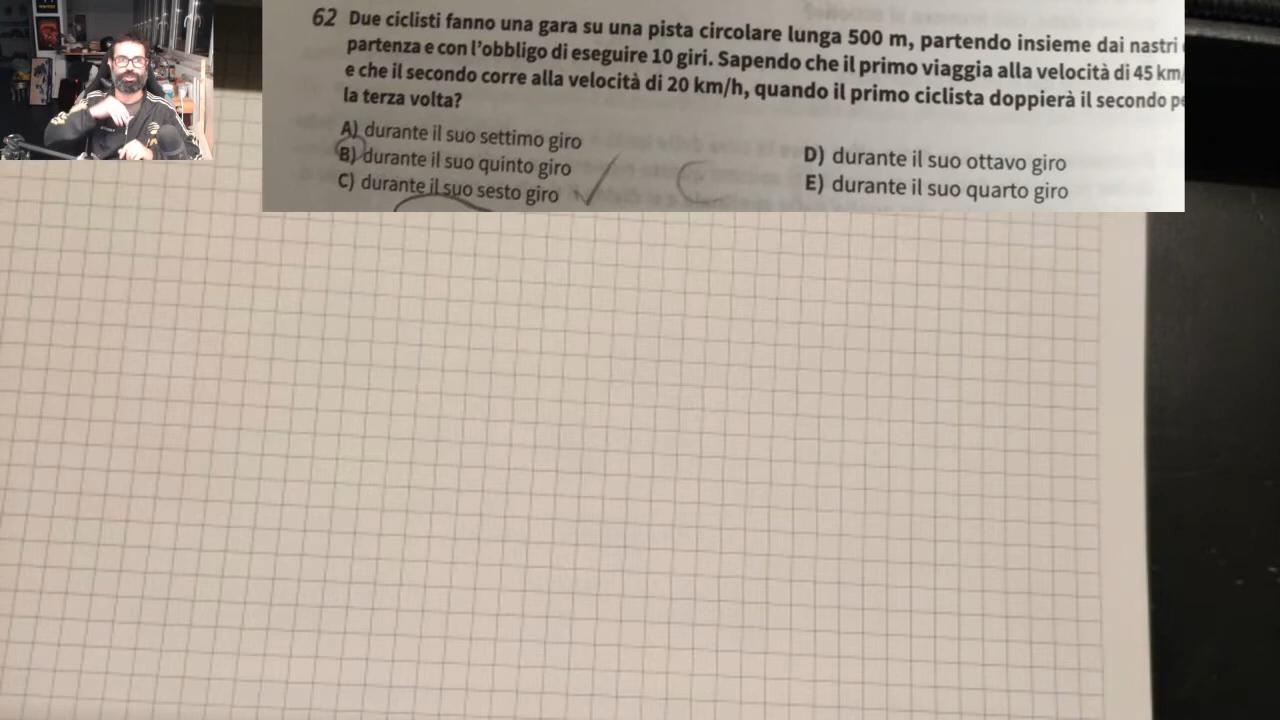 62 Due ciclisti fanno una gara su una pista circolare lunga 500 m, partendo insieme dai nastri
partenza e con l'obbligo di eseguire 10 giri. Sapendo che il primo viaggia alla velocità di 45 km
e che il secondo corre alla velocità di 20 km/h, quando il primo ciclista doppierà il secondo pe
la terza volta?
A) durante il suo settimo giro
B) durante il suo quinto giro
C) durante il suo sesto giro
D) durante il suo ottavo giro
E) durante il suo quarto giro